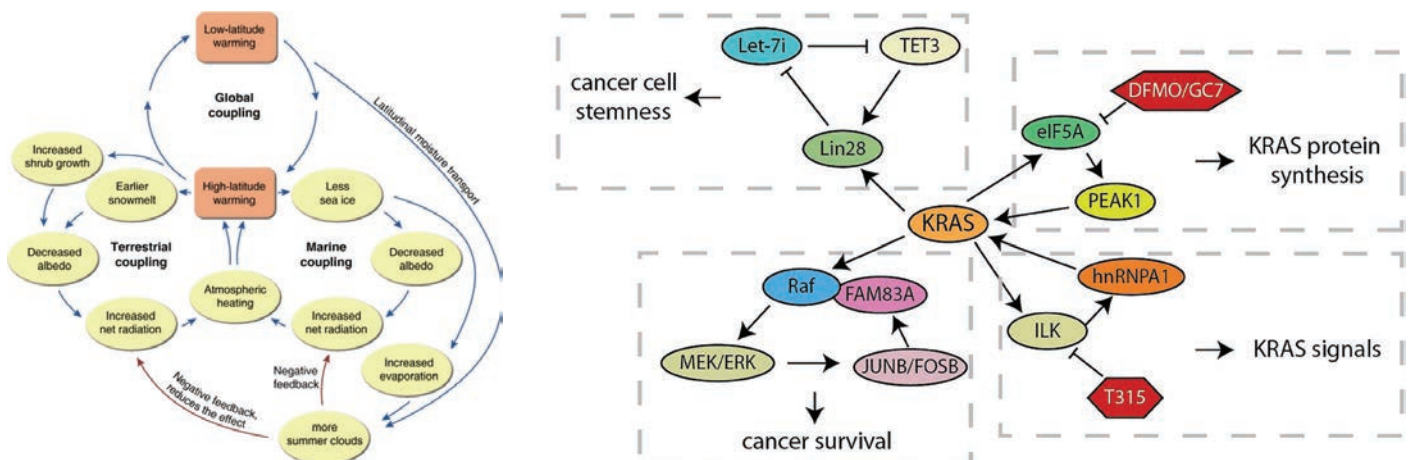 Low-latitude
warming
Global
coupling
Latitudinal moisture transport
Increased
shrub growth
Earlier
snowmelt
High-latitude
warming
Less
sea ice
Decreased
albedo
Terrestrial
coupling
Marine
coupling
Decreased
albedo
Atmospheric
heating
Increased
net radiation
Increased
net radiation
Increased
evaporation
Negative feedback,
reduces the effect
Negative
feedback
more
summer clouds
Let-7i
TET3
cancer cell
stemness
Lin28
DFMO/GC7
eIF5A
KRAS protein
synthesis
PEAK1
KRAS
Raf
FAM83A
MEK/ERK
JUNB/FOSB
cancer survival
hnRNPA1
ILK
KRAS signals
T315